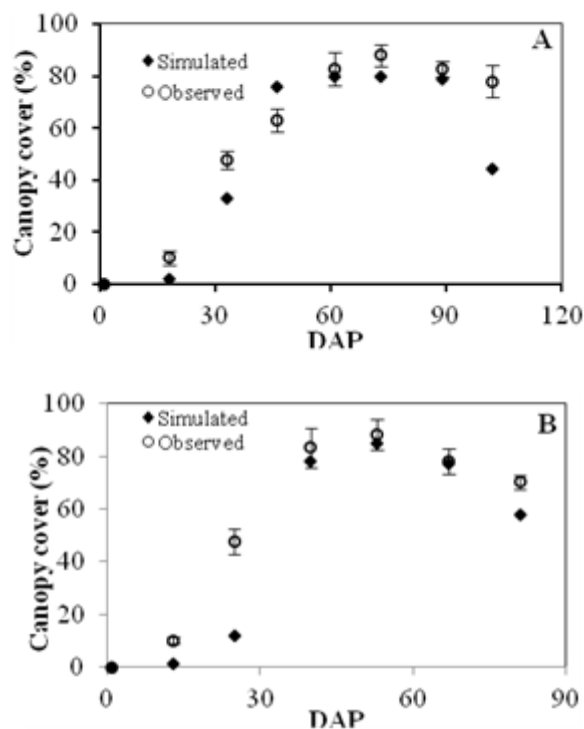 A
Simulated
Observed
Canopy cover (%)
100
80
60
40
20
0
0 30 60 90 120
DAP
B
Simulated
Observed
Canopy cover (%)
100
80
60
40
20
0
0 30 60 90
DAP